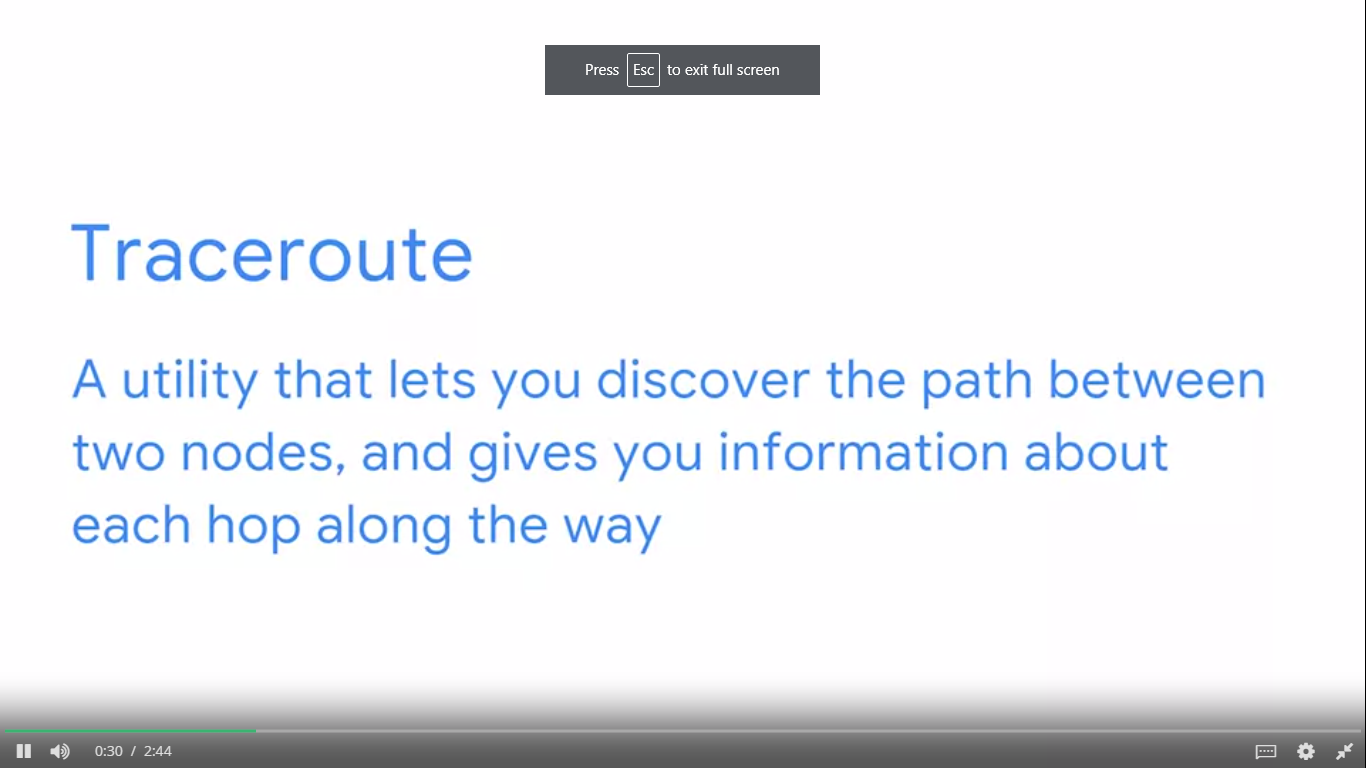 Press Esc to exit full screen
Traceroute
A utility that lets you discover the path between
two nodes, and gives you information about
each hop along the way
0:30 / 2:44